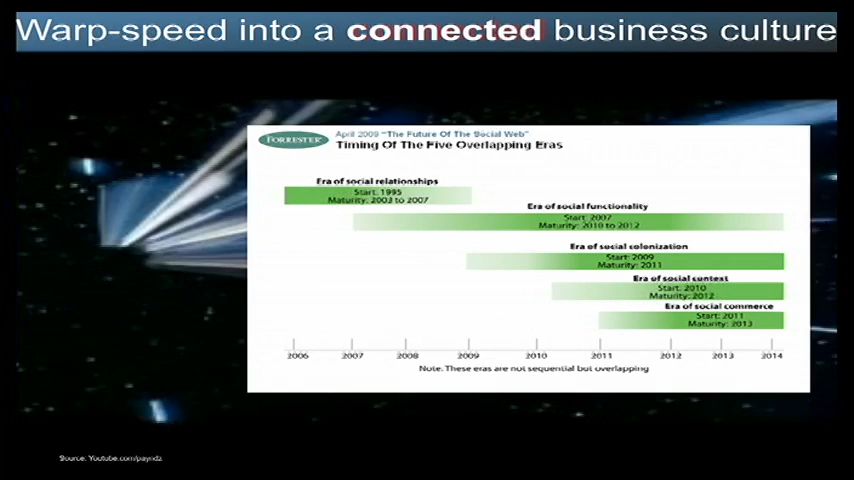 Warp-speed into a connected business culture
FORRESTER
April 2009 "The Future Of The Social Web"
Timing Of The Five Overlapping Eras
Era of social relationships
Start: 1995
Maturity: 2003 to 2007
Era of social functionality
Start: 2007
Maturity: 2010 to 2012
Era of social colonization
Start: 2009
Maturity: 2011
Era of social context
Start: 2010
Maturity: 2012
Era of social commerce
Start: 2011
Maturity: 2013
2006 2007 2008 2009 2010 2011 2012 2013 2014
Note. These eras are not sequential but overlapping
Source: Youtube.com/payndz